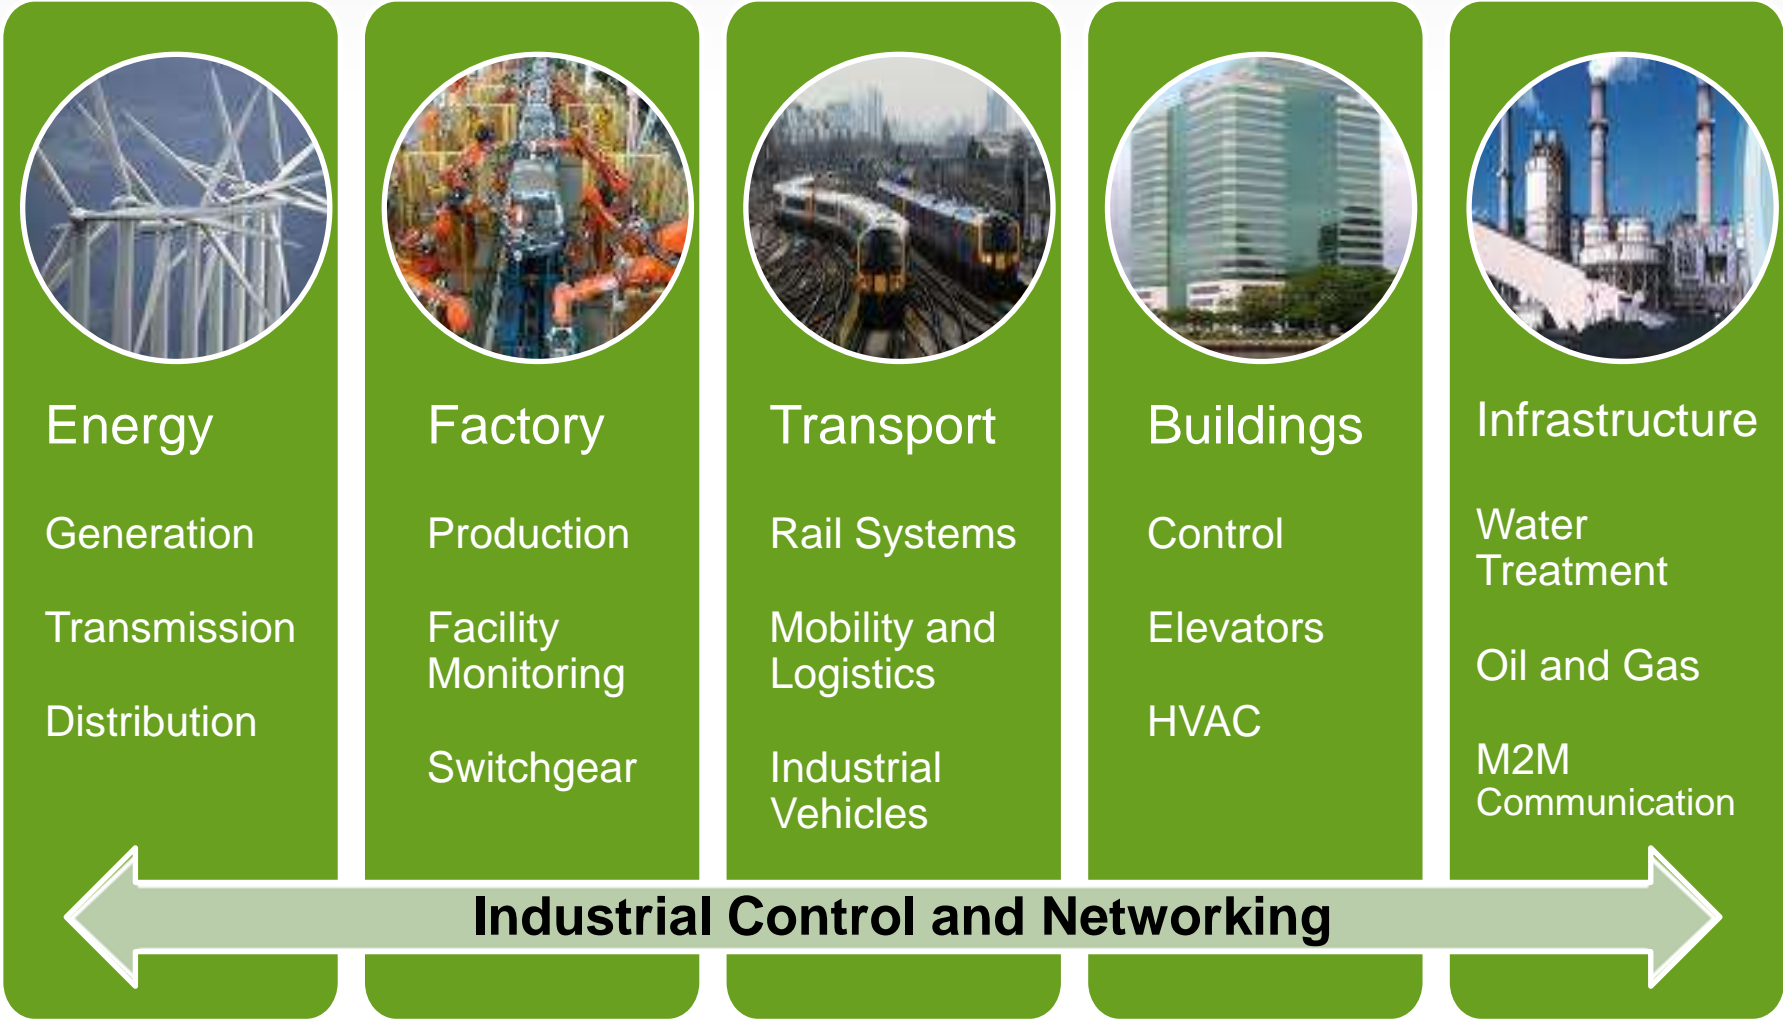 Energy
Generation
Transmission
Distribution
Factory
Production
Facility
Monitoring
Switchgear
Transport
Rail Systems
Mobility and
Logistics
Industrial
Vehicles
Buildings
Control
Elevators
HVAC
Infrastructure
Water
Treatment
Oil and Gas
M2M
Communication
Industrial Control and Networking